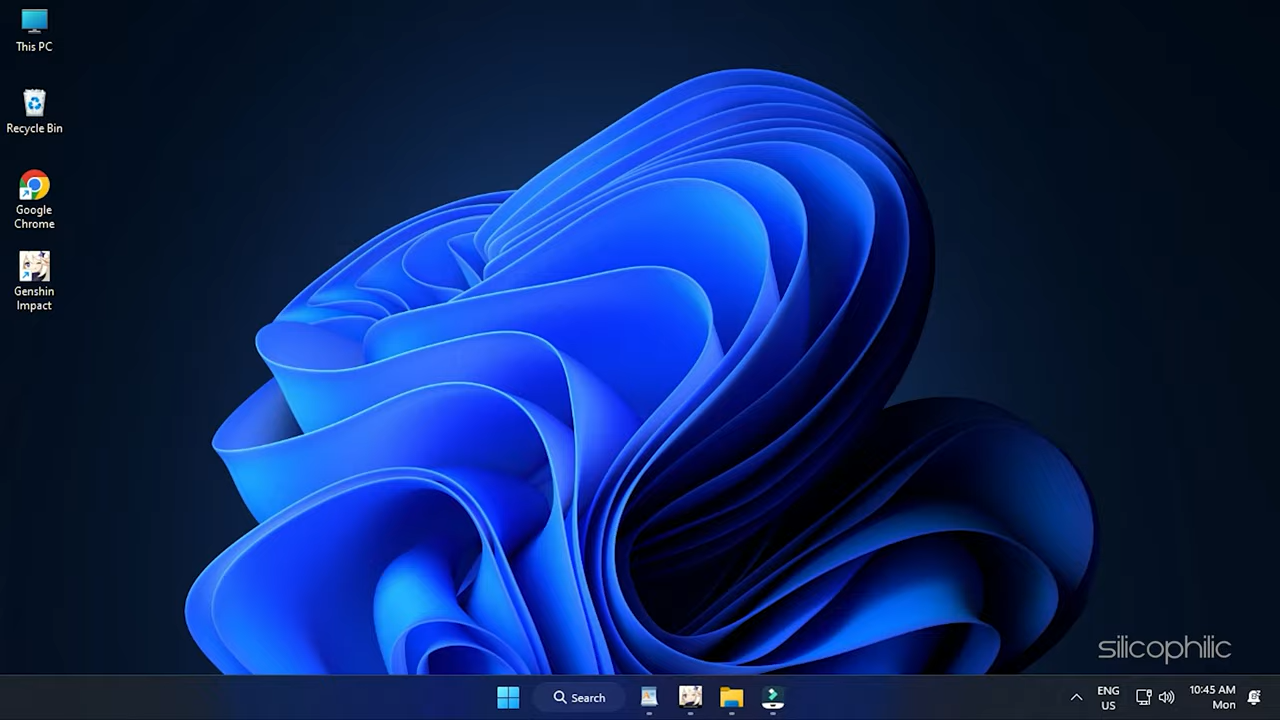 This PC
Recycle Bin
Google
Chrome
Genshin
Impact
silicophilic
Search
ENG
US
10:45 AM
Mon